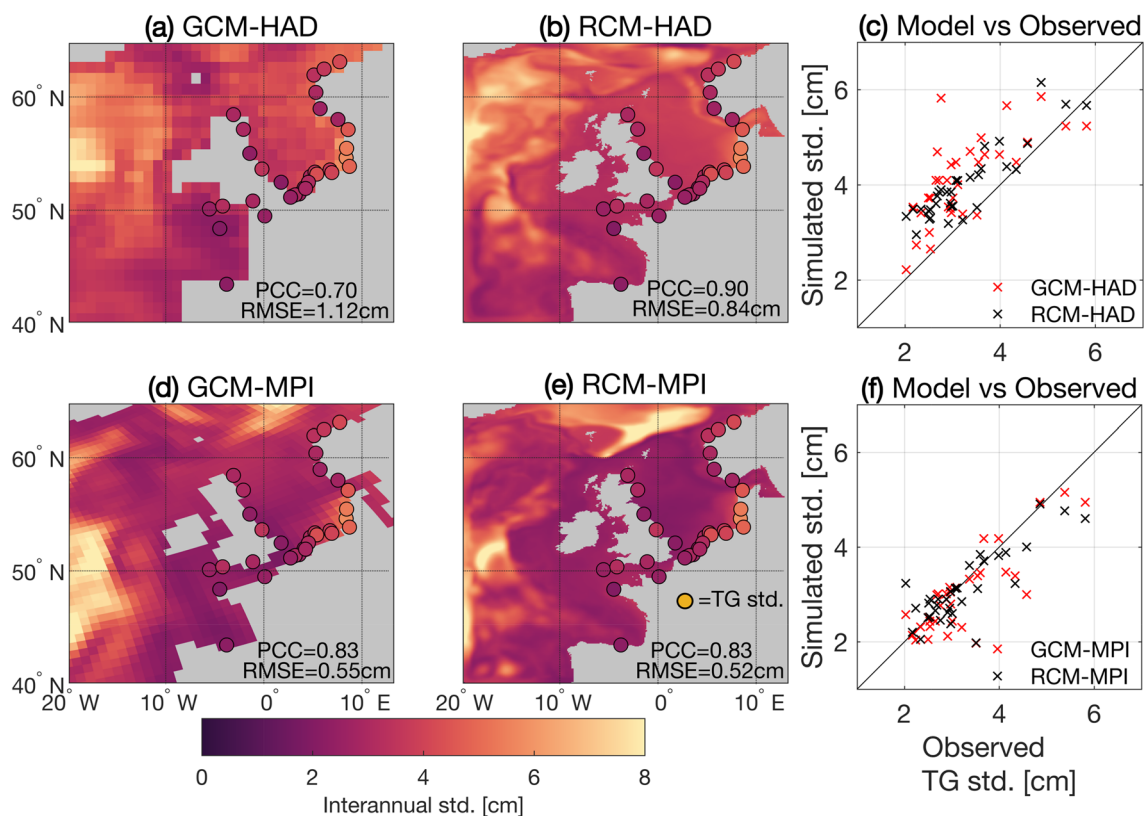 (a) GCM-HAD
(b) RCM-HAD
(c) Model vs Observed
60° N
50° N
40° N
PCC=0.70
RMSE=1.12cm
PCC=0.90
RMSE=0.84cm
Simulated std. [cm]
6
4
2
2
4
6
GCM-HAD
RCM-HAD
(d) GCM-MPI
(e) RCM-MPI
(f) Model vs Observed
60° N
50° N
40° N
20° W
10° W
0°
10° E
PCC=0.83
RMSE=0.55cm
=TG std.
PCC=0.83
RMSE=0.52cm
20° W
10° W
0°
10° E
Simulated std. [cm]
6
4
2
2
4
6
GCM-MPI
RCM-MPI
Observed
TG std. [cm]
0
2
4
6
8
Interannual std. [cm]